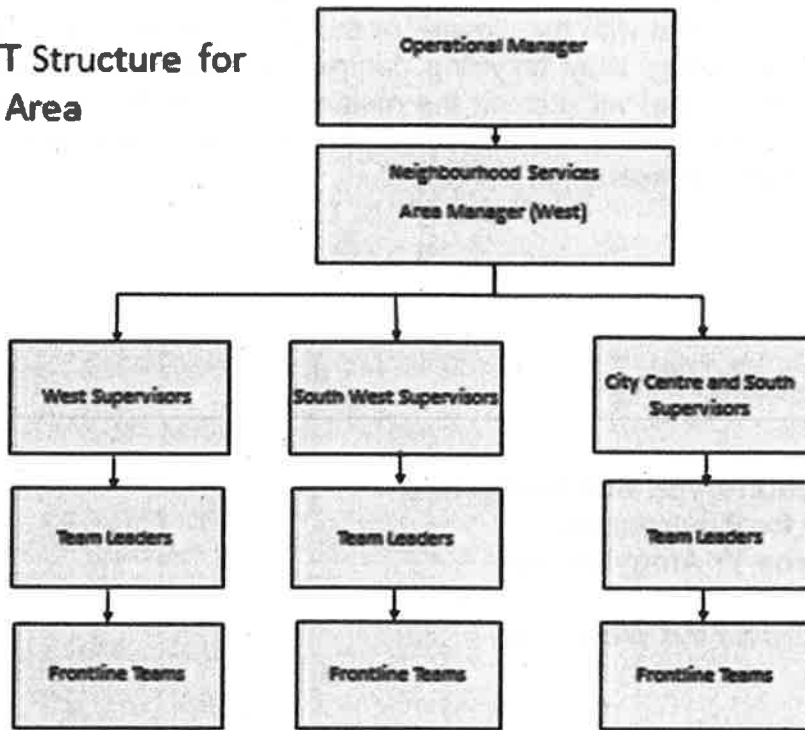 T Structure for
Area
Operational Manager
Neighbourhood Services
Area Manager (West)
West Supervisors
South West Supervisors
City Centre and South
Supervisors
Team Leaders
Team Leaders
Team Leaders
Frontline Teams
Frontline Teams
Frontline Teams